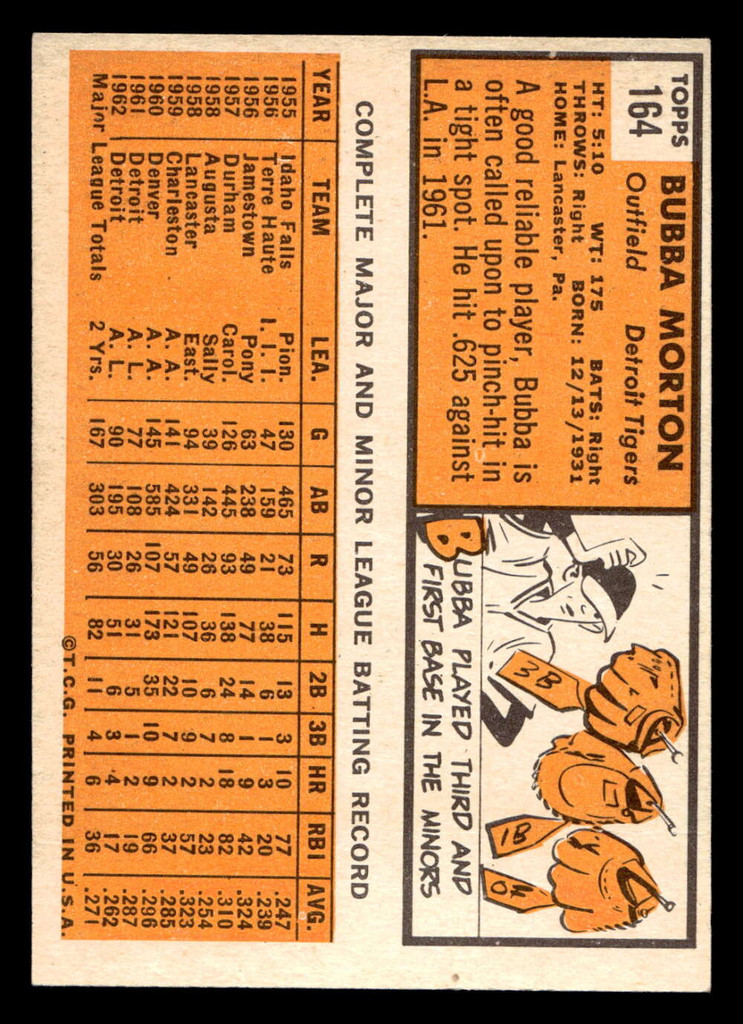 TOPPS
164
BUBBA MORTON
Outfield Detroit Tigers
HT: 5:10 WT: 175 BATS: Right
THROWS: Right BORN: 12/13/1931
HOME: Lancaster, Pa.
A good reliable player, Bubba is
often called upon to pinch-hit in
a tight spot. He hit .625 against
L.A. in 1961.
3B
1B
OF
BUBBA PLAYED THIRD AND
FIRST BASE IN THE MINORS
COMPLETE MAJOR AND MINOR LEAGUE BATTING RECORD
YEAR TEAM LEA. G AB R H 2B 3B HR RBI AVG.
1955 Idaho Falls Pion. 130 465 73 115 13 3 10 77 .247
1956 Terre Haute I. I. I. 47 159 21 38 6 1 3 20 .239
1956 Jamestown Pony 63 238 49 77 14 1 9 42 .324
1957 Durham Carol. 126 445 93 138 24 8 18 82 .310
1958 Augusta Sally 39 142 26 36 6 7 2 23 .254
1958 Lancaster East. 94 331 49 107 10 9 2 57 .323
1959 Charleston A. A. 141 424 57 121 22 7 2 37 .285
1960 Denver A. A. 145 585 107 173 35 10 9 66 .296
1961 Detroit A. L. 77 108 26 31 5 1 2 19 .287
1962 Detroit A. L. 90 195 30 51 6 3 4 17 .262
Major League Totals 2 Yrs. 167 303 56 82 11 4 6 36 .271
©T.C.G. PRINTED IN U.S.A.